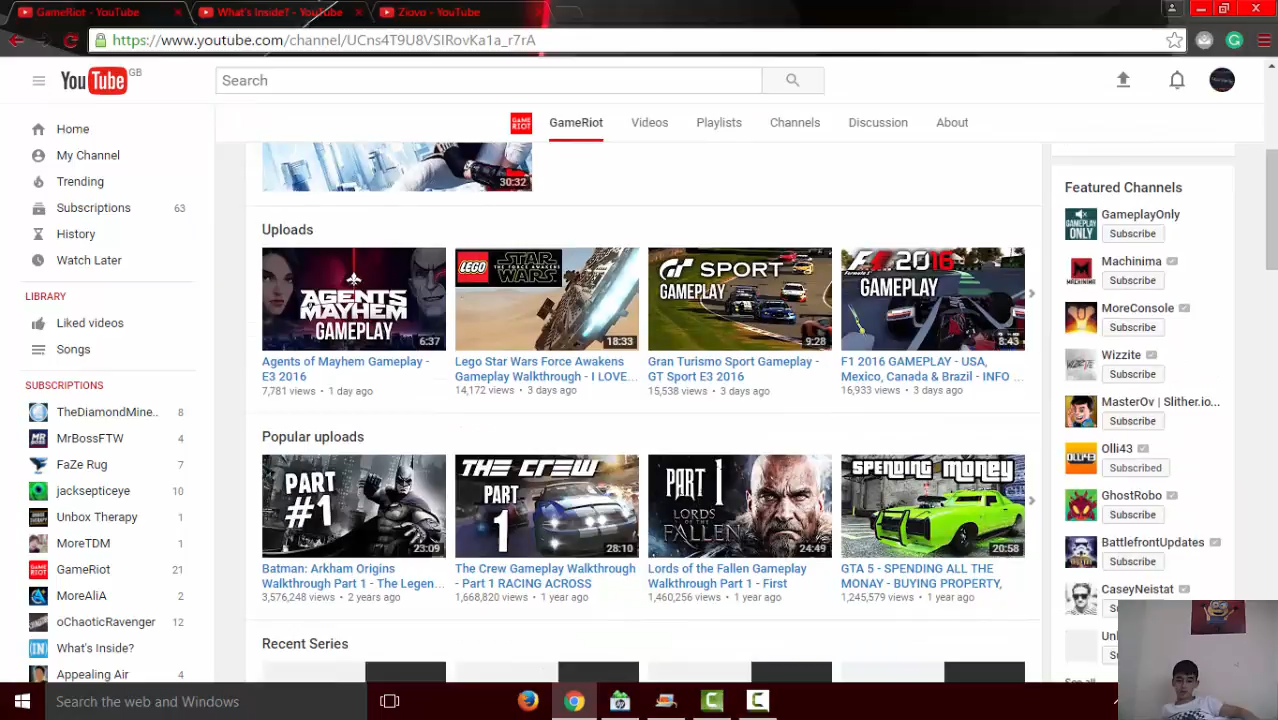 GameRiot - YouTube
What's Inside? - YouTube
Ziovo - YouTube
https://www.youtube.com/channel/UCns4T9U8VSIRovKa1a_r7rA
YouTube GB
Search
GAME RIOT
GameRiot
Videos
Playlists
Channels
Discussion
About
Home
My Channel
Trending
Subscriptions 63
History
Watch Later
LIBRARY
Liked videos
Songs
SUBSCRIPTIONS
TheDiamondMine.. 8
MrBossFTW 4
FaZe Rug 7
jacksepticeye 10
Unbox Therapy 1
MoreTDM 1
GameRiot 21
MoreAliA
oChaoticRavenger 12
What's Inside?
Appealing Air
30:32
Uploads
AGENTS
MAYHEM
GAMEPLAY
6:37
Agents of Mayhem Gameplay -
E3 2016
7,781 views • 1 day ago
LEGO STAR WARS
THE FORCE AWAKENS
18:33
Lego Star Wars Force Awakens
Gameplay Walkthrough - I LOVE...
14,172 views • 3 days ago
GT SPORT
GAMEPLAY
9:28
Gran Turismo Sport Gameplay -
GT Sport E3 2016
15,538 views • 3 days ago
F1 2016
GAMEPLAY
8:43
F1 2016 GAMEPLAY - USA,
Mexico, Canada & Brazil - INFO ...
16,933 views • 3 days ago
Popular uploads
PART
#1
23:09
Batman: Arkham Origins
Walkthrough Part 1 - The Legen...
3,576,248 views • 2 years ago
THE CREW
PART
1
28:10
The Crew Gameplay Walkthrough
- Part 1 RACING ACROSS
1,668,820 views • 1 year ago
PART 1
LORDS
OF THE
FALLEN
24:49
Lords of the Fallen Gameplay
Walkthrough Part 1 - First
1,460,256 views • 1 year ago
SPENDING MONEY
20:58
GTA 5 - SPENDING ALL THE
MONAY - BUYING PROPERTY,
1,245,579 views • 1 year ago
Recent Series
Featured Channels
GAMEPLAY ONLY
GameplayOnly
Subscribe
MACHINIMA
Machinima
Subscribe
MoreConsole
Subscribe
Wizzite
Subscribe
MasterOv | Slither.io...
Subscribe
OLLI43
Olli43
Subscribed
GhostRobo
Subscribe
BattlefrontUpdates
Subscribe
CaseyNeistat
Search the web and Windows